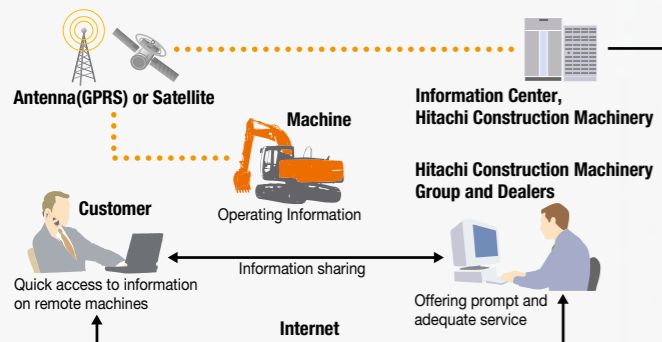 Antenna(GPRS) or Satellite
Information Center,
Hitachi Construction Machinery
Machine
Operating Information
Hitachi Construction Machinery
Group and Dealers
Customer
Information sharing
Quick access to information
on remote machines
Offering prompt and
adequate service
Internet